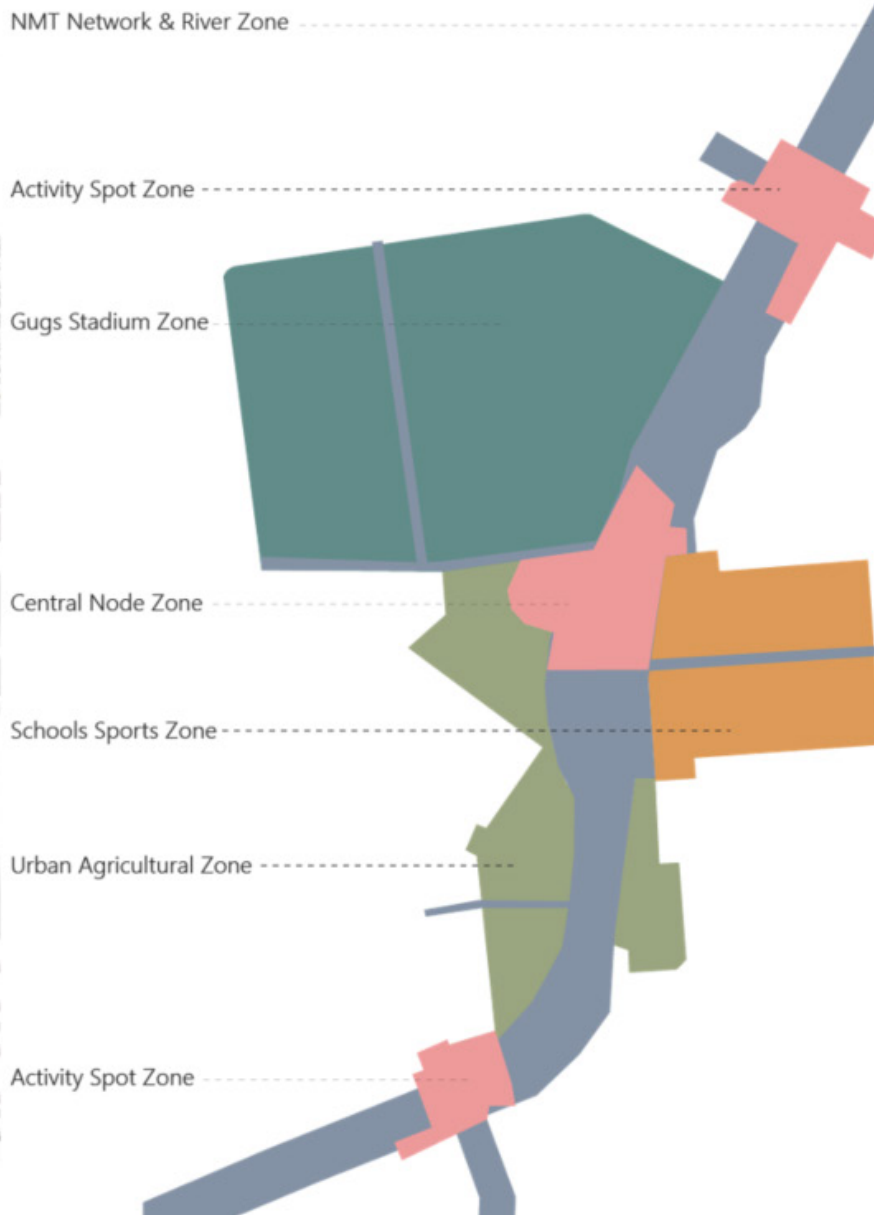 NMT Network & River Zone
Activity Spot Zone
Gugs Stadium Zone
Central Node Zone
Schools Sports Zone
Urban Agricultural Zone
Activity Spot Zone